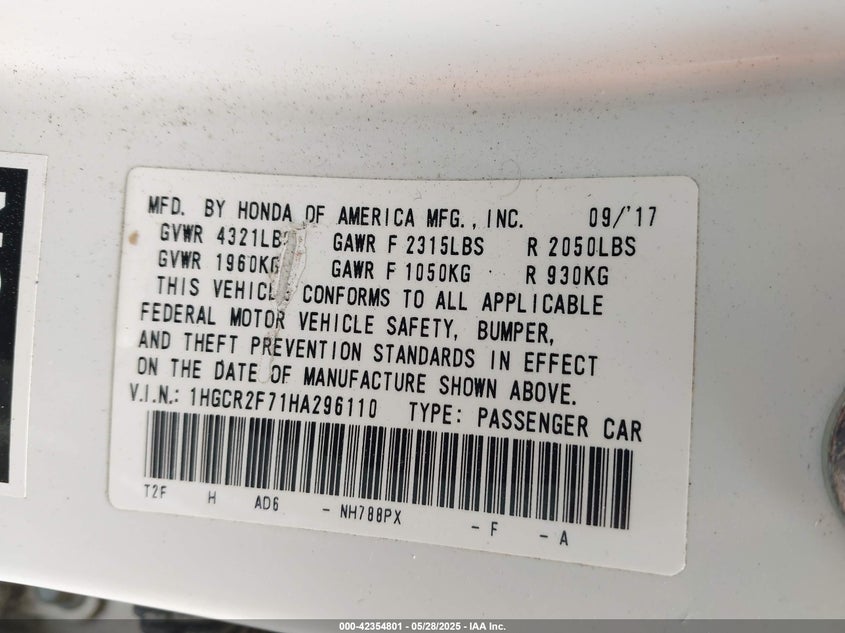 MFD. BY HONDA OF AMERICA MFG., INC. 09/'17
GVWR 4321LBS GAWR F 2315LBS R 2050LBS
GVWR 1960KG GAWR F 1050KG R 930KG
THIS VEHICLE CONFORMS TO ALL APPLICABLE
FEDERAL MOTOR VEHICLE SAFETY, BUMPER,
AND THEFT PREVENTION STANDARDS IN EFFECT
ON THE DATE OF MANUFACTURE SHOWN ABOVE.
V.I.N.: 1HGCR2F71HA296110 TYPE: PASSENGER CAR
T2F H AD6 - NH788PX - F - A
000-42354801 - 05/28/2025 - IAA Inc.